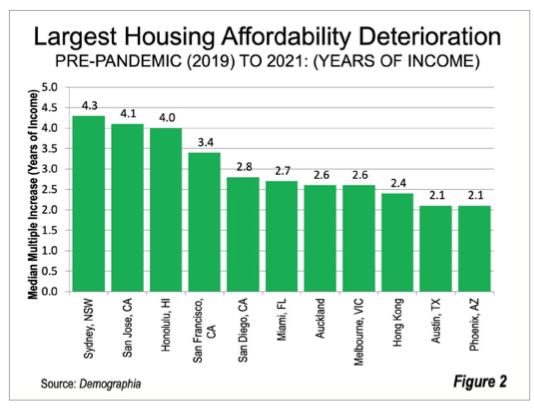 Largest Housing Affordability Deterioration
PRE-PANDEMIC (2019) TO 2021: (YEARS OF INCOME)
Median Multiple Increase (Years of Income)
5.0
4.5
4.0
3.5
3.0
2.5
2.0
1.5
1.0
0.5
0.0
4.3
4.1
4.0
3.4
2.8
2.7
2.6
2.6
2.4
2.1
2.1
Sydney, NSW
San Jose, CA
Honolulu, HI
San Francisco,
CA
San Diego, CA
Miami, FL
Auckland
Melbourne, VIC
Hong Kong
Austin, TX
Phoenix, AZ
Source: Demographia
Figure 2